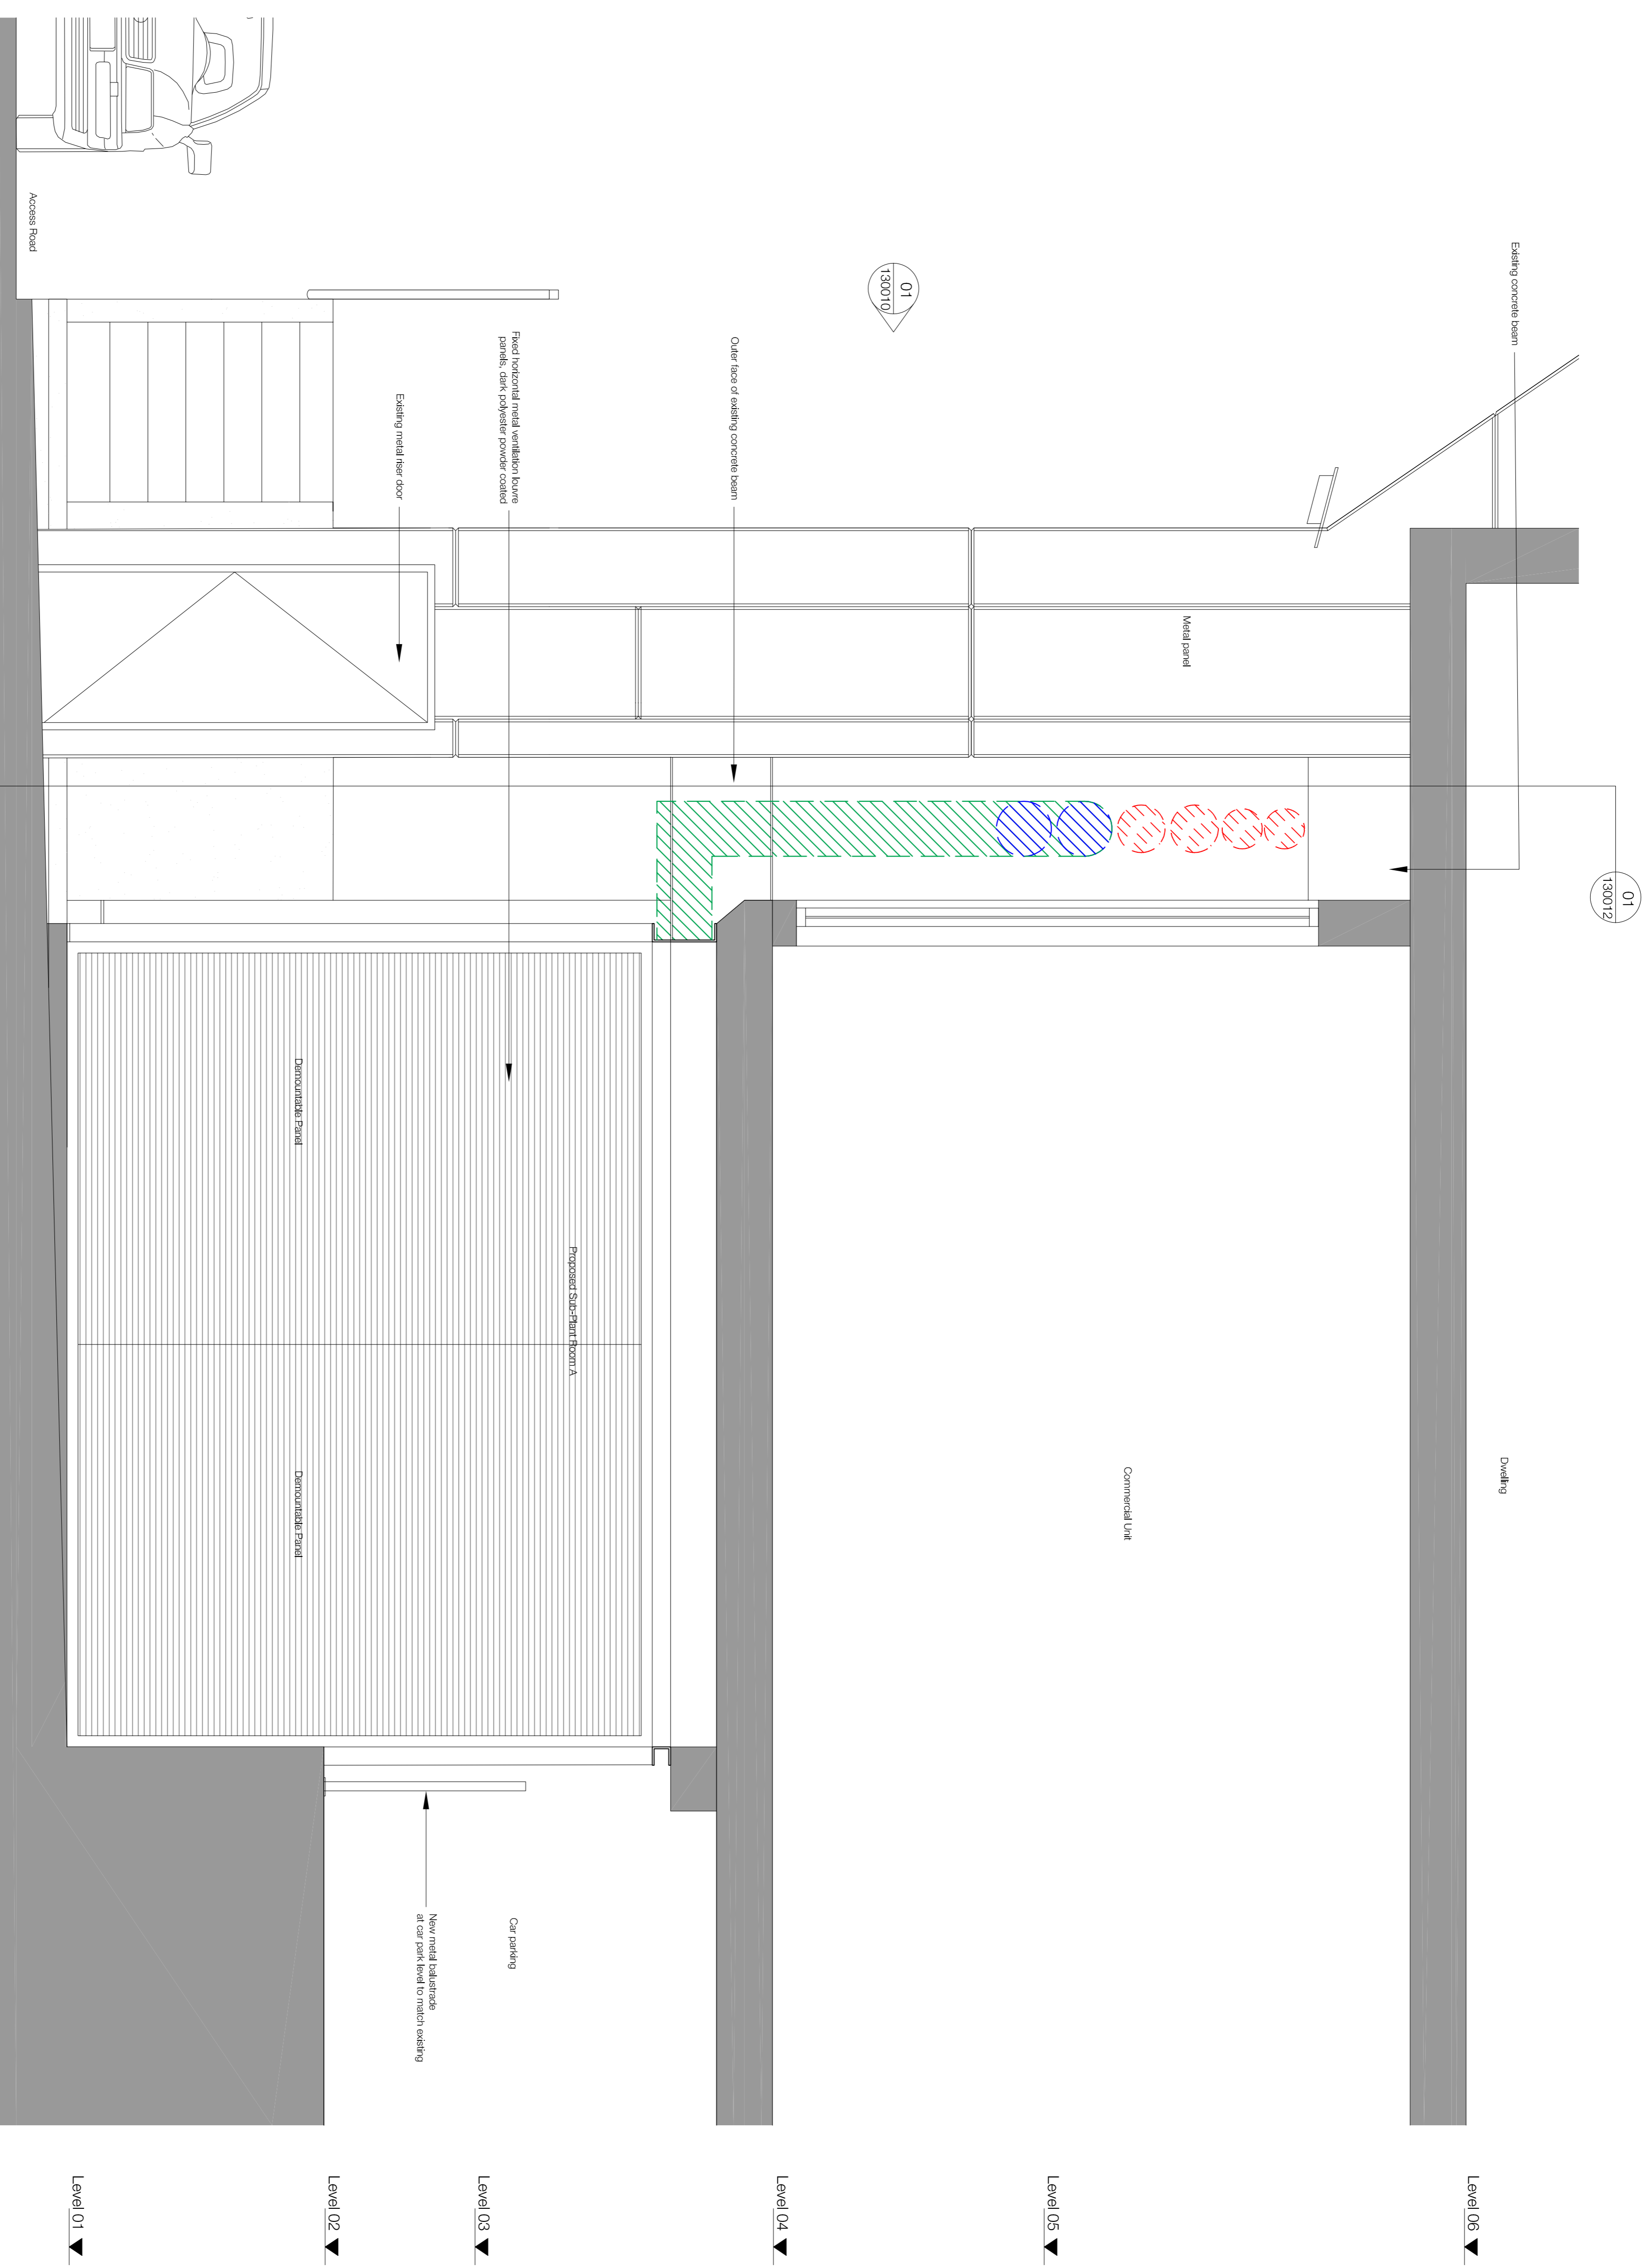 01
130012
Existing concrete beam
Dwelling
Level 06
Metal panel
Commercial Unit
Level 05
01
130010
Outer face of existing concrete beam
Level 04
Proposed Sub-Plant Room A
Fixed horizontal metal ventilation louvre
panels, dark polyester powder coated
Car parking
Level 03
New metal balustrade
at car park level to match existing
Existing metal riser door
Level 02
Demountable Panel
Demountable Panel
Level 01
Access Road